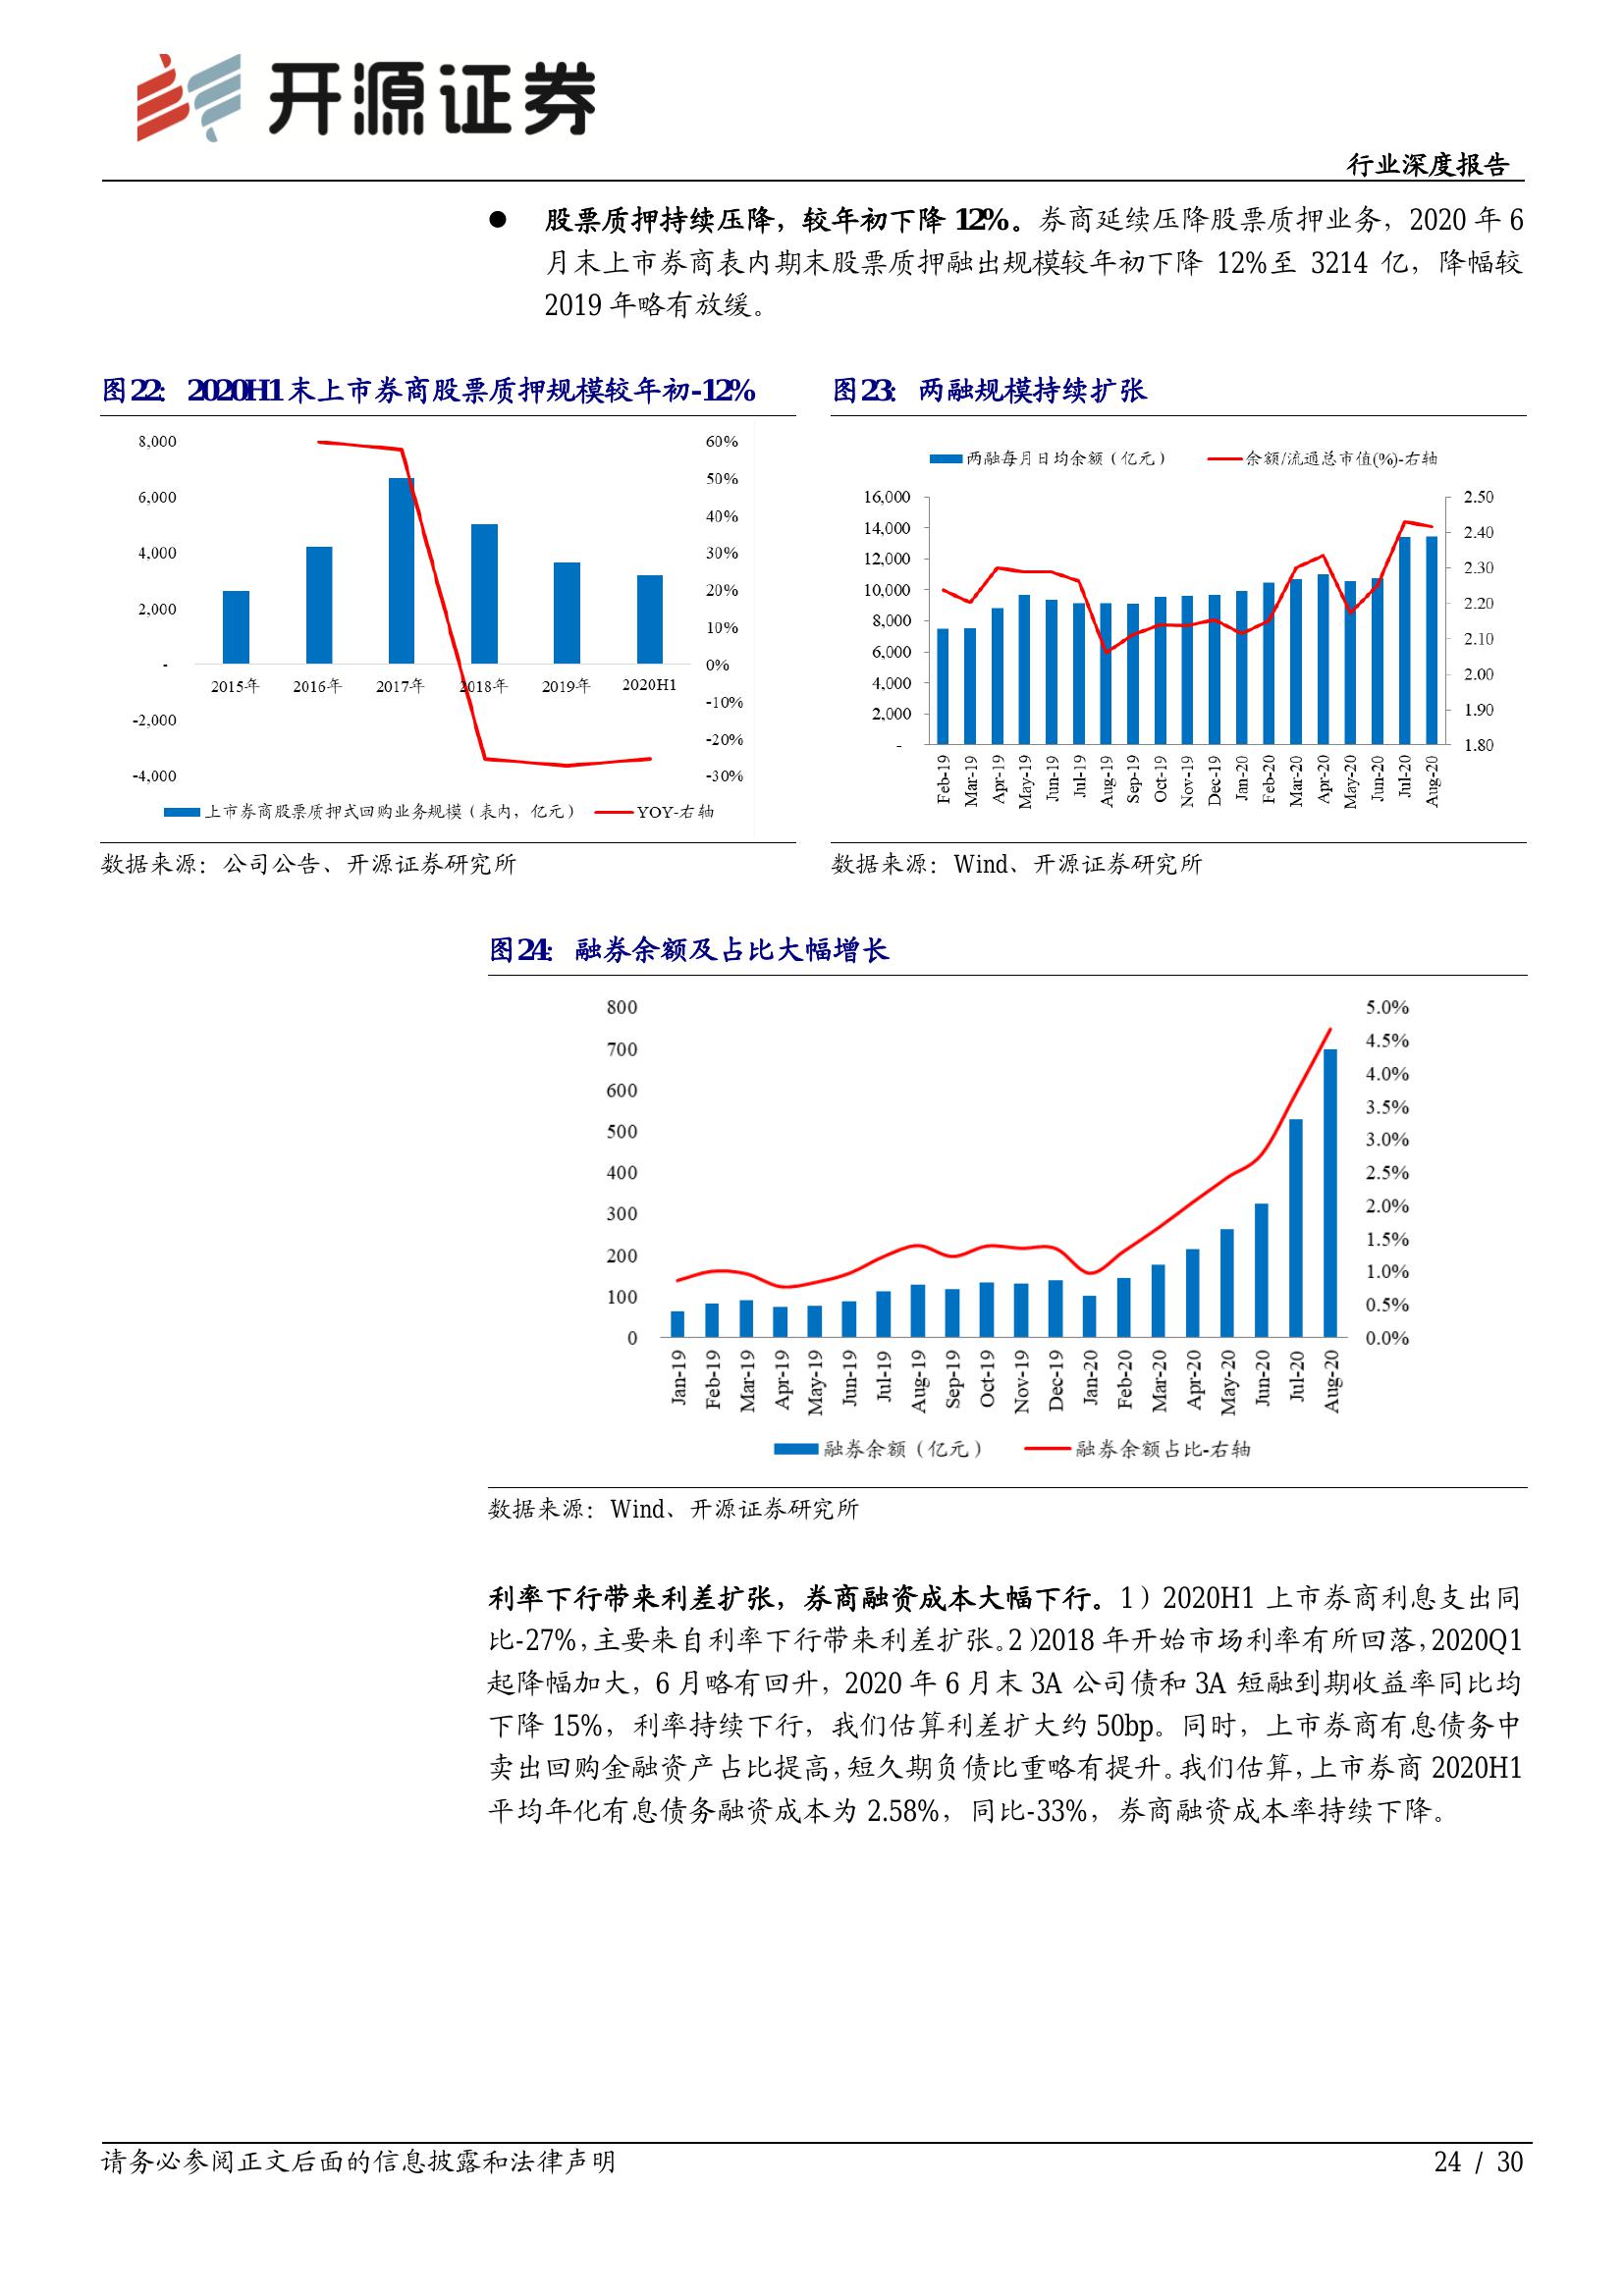 开源证券
行业深度报告
● 股票质押持续压降，较年初下降 12%。券商延续压降股票质押业务，2020 年 6
月末上市券商表内期末股票质押融出规模较年初下降 12%至 3214 亿，降幅较
2019 年略有放缓。
图22： 2020H1 末上市券商股票质押规模较年初-12%
8,000
6,000
4,000
2,000
-
-2,000
-4,000
60%
50%
40%
30%
20%
10%
0%
-10%
-20%
-30%
2015年 2016年 2017年 2018年 2019年 2020H1
上市券商股票质押式回购业务规模（表内，亿元） YOY-右轴
数据来源：公司公告、开源证券研究所
图23： 两融规模持续扩张
两融每月日均余额（亿元） 余额/流通总市值(%)-右轴
16,000
14,000
12,000
10,000
8,000
6,000
4,000
2,000
-
2.50
2.40
2.30
2.20
2.10
2.00
1.90
1.80
Feb-19 Mar-19 Apr-19 May-19 Jun-19 Jul-19 Aug-19 Sep-19 Oct-19 Nov-19 Dec-19 Jan-20 Feb-20 Mar-20 Apr-20 May-20 Jun-20 Jul-20 Aug-20
数据来源：Wind、开源证券研究所
图24： 融券余额及占比大幅增长
800
700
600
500
400
300
200
100
0
5.0%
4.5%
4.0%
3.5%
3.0%
2.5%
2.0%
1.5%
1.0%
0.5%
0.0%
Jan-19 Feb-19 Mar-19 Apr-19 May-19 Jun-19 Jul-19 Aug-19 Sep-19 Oct-19 Nov-19 Dec-19 Jan-20 Feb-20 Mar-20 Apr-20 May-20 Jun-20 Jul-20 Aug-20
融券余额（亿元） 融券余额占比-右轴
数据来源：Wind、开源证券研究所
利率下行带来利差扩张，券商融资成本大幅下行。1）2020H1 上市券商利息支出同
比-27%，主要来自利率下行带来利差扩张。2）2018 年开始市场利率有所回落，2020Q1
起降幅加大，6 月略有回升，2020 年 6 月末 3A 公司债和 3A 短融到期收益率同比均
下降 15%，利率持续下行，我们估算利差扩大约 50bp。同时，上市券商有息债务中
卖出回购金融资产占比提高，短久期负债比重略有提升。我们估算，上市券商 2020H1
平均年化有息债务融资成本为 2.58%，同比-33%，券商融资成本率持续下降。
请务必参阅正文后面的信息披露和法律声明
24 / 30